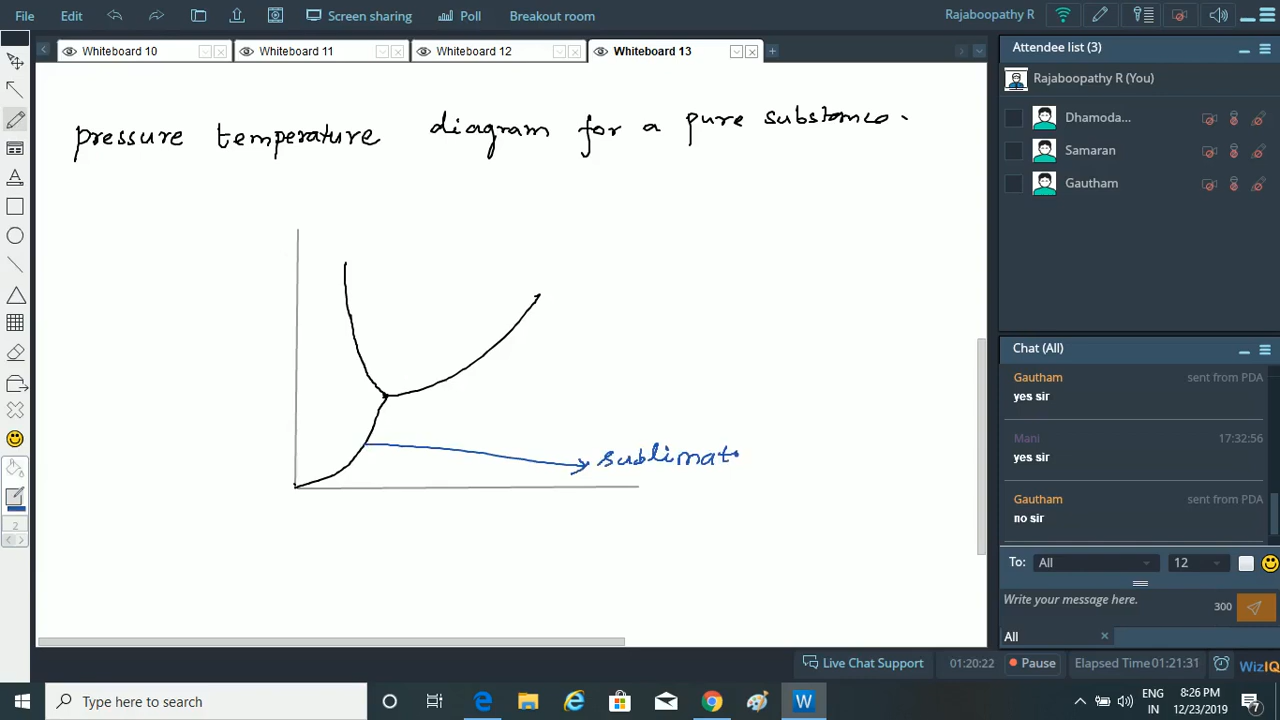 File Edit Screen sharing Poll Breakout room Rajaboopathy R
Whiteboard 10 Whiteboard 11 Whiteboard 12 Whiteboard 13
Attendee list (3)
Rajaboopathy R (You)
Dhamoda...
Samaran
Gautham
pressure temperature diagram for a pure substance.
sublimat
Chat (All)
Gautham sent from PDA
yes sir
Mani 17:32:56
yes sir
Gautham sent from PDA
no sir
To: All 12
Write your message here.
300
All
2
Live Chat Support 01:20:22 Pause Elapsed Time 01:21:31 WizIQ
Type here to search
ENG
IN
8:26 PM
12/23/2019
7